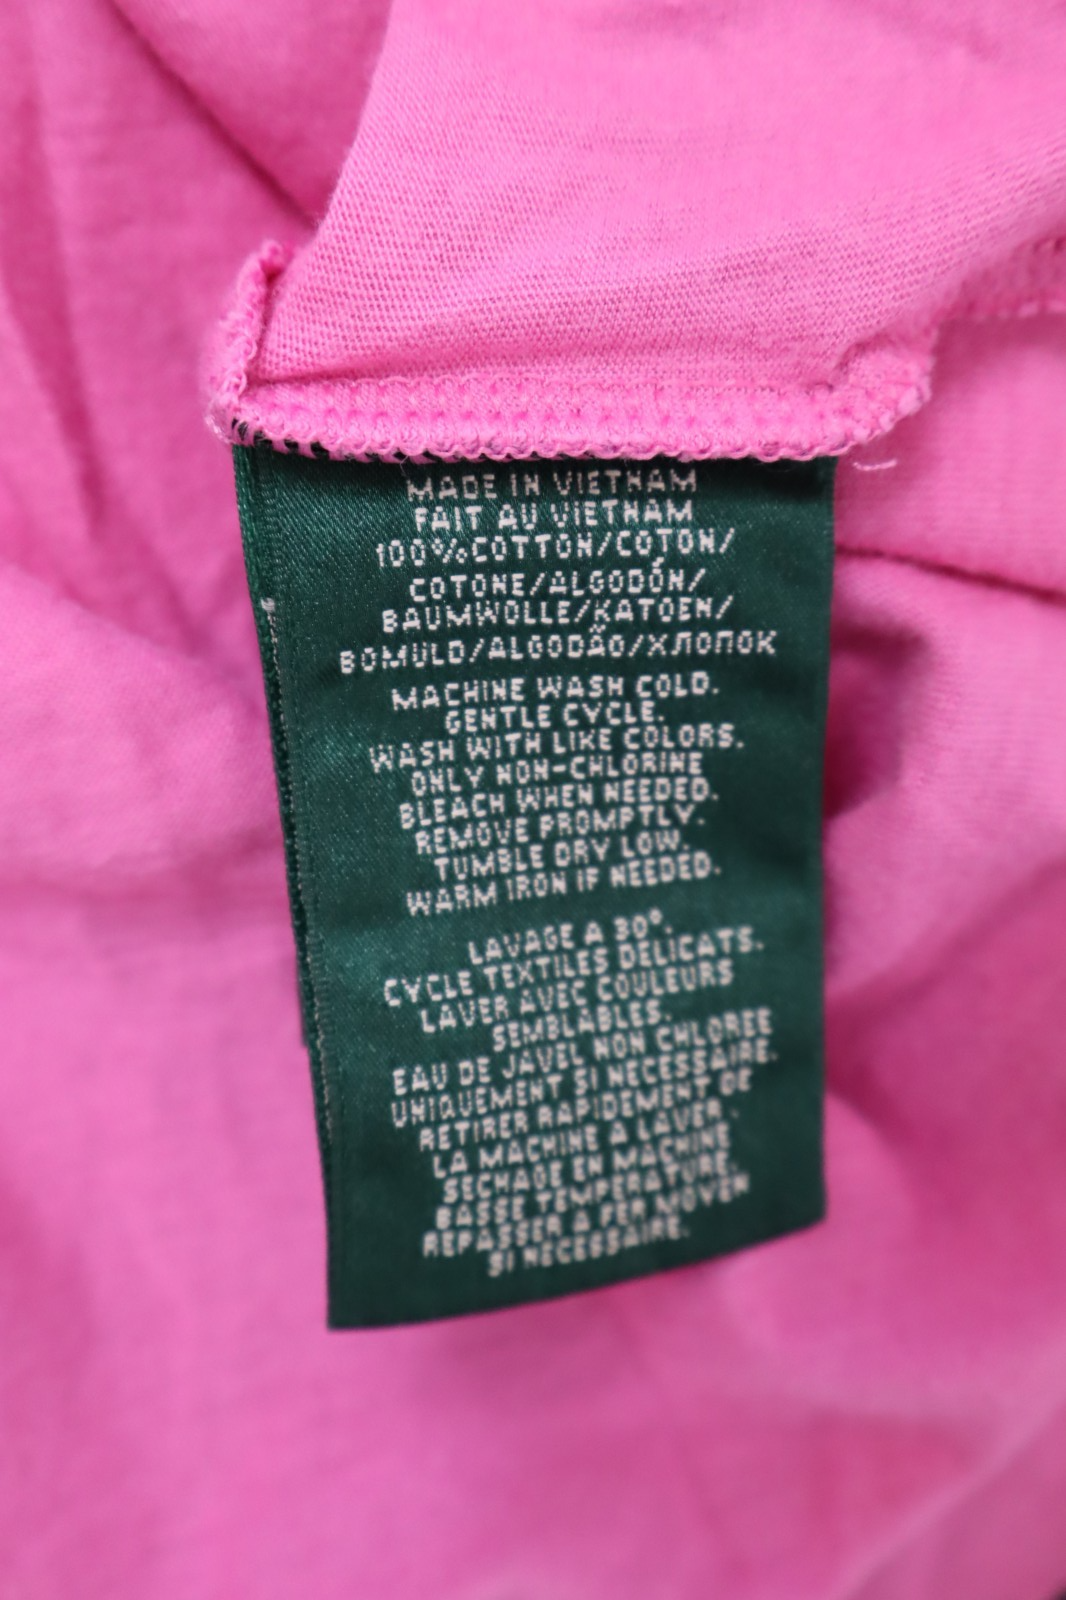 MADE IN VIETNAM
FAIT AU VIETNAM
100%COTTON/COTON/
COTONE/ALGODÓN/
BAUMWOLLE/KATOEN/
BOMULD/ALGODÃO/ХЛОПОК
MACHINE WASH COLD.
GENTLE CYCLE.
WASH WITH LIKE COLORS.
ONLY NON-CHLORINE
BLEACH WHEN NEEDED.
REMOVE PROMPTLY.
TUMBLE DRY LOW.
WARM IRON IF NEEDED.
LAVAGE A 30°.
CYCLE TEXTILES DELICATS.
LAVER AVEC COULEURS
SEMBLABLES.
EAU DE JAVEL NON CHLOREE
UNIQUEMENT SI NECESSAIRE.
RETIRER RAPIDEMENT DE
LA MACHINE A LAVER.
SECHAGE EN MACHINE
BASSE TEMPERATURE.
REPASSER A FER MOYEN
SI NECESSAIRE.